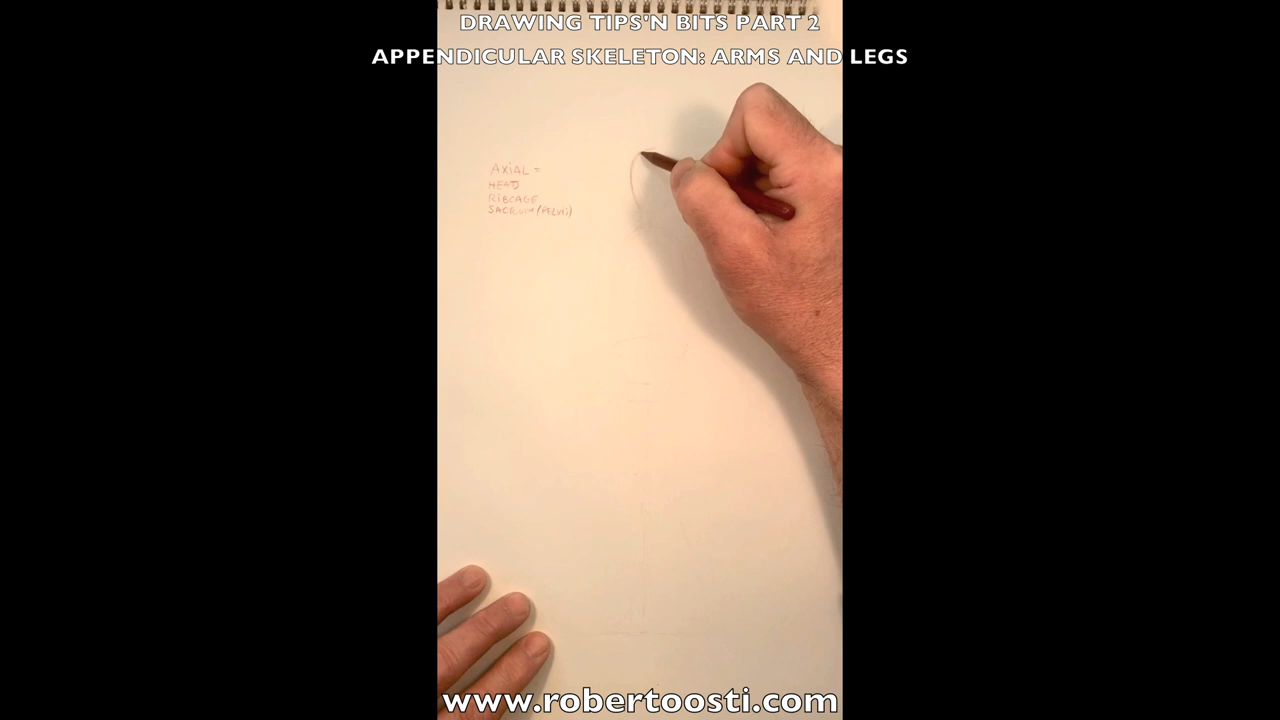 DRAWING TIPS'N BITS PART 2
APPENDICULAR SKELETON: ARMS AND LEGS
AXIAL =
HEAD
RIBCAGE
SACRUM/PELVIS)
www.robertoosti.com